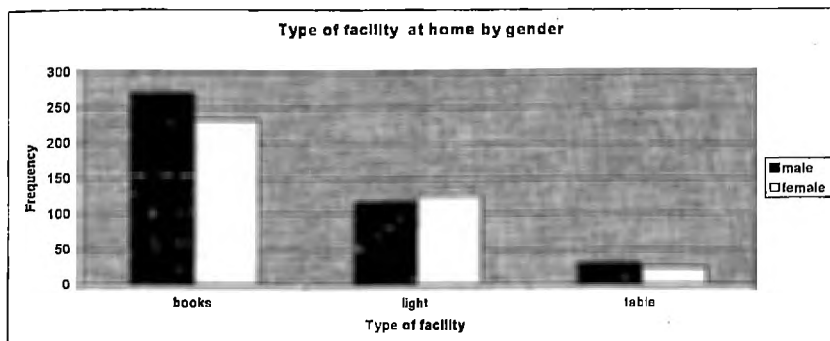 Type of facility at home by gender
300
250
200
150
100
50
0
Frequency
books
light
table
Type of facility
male
female